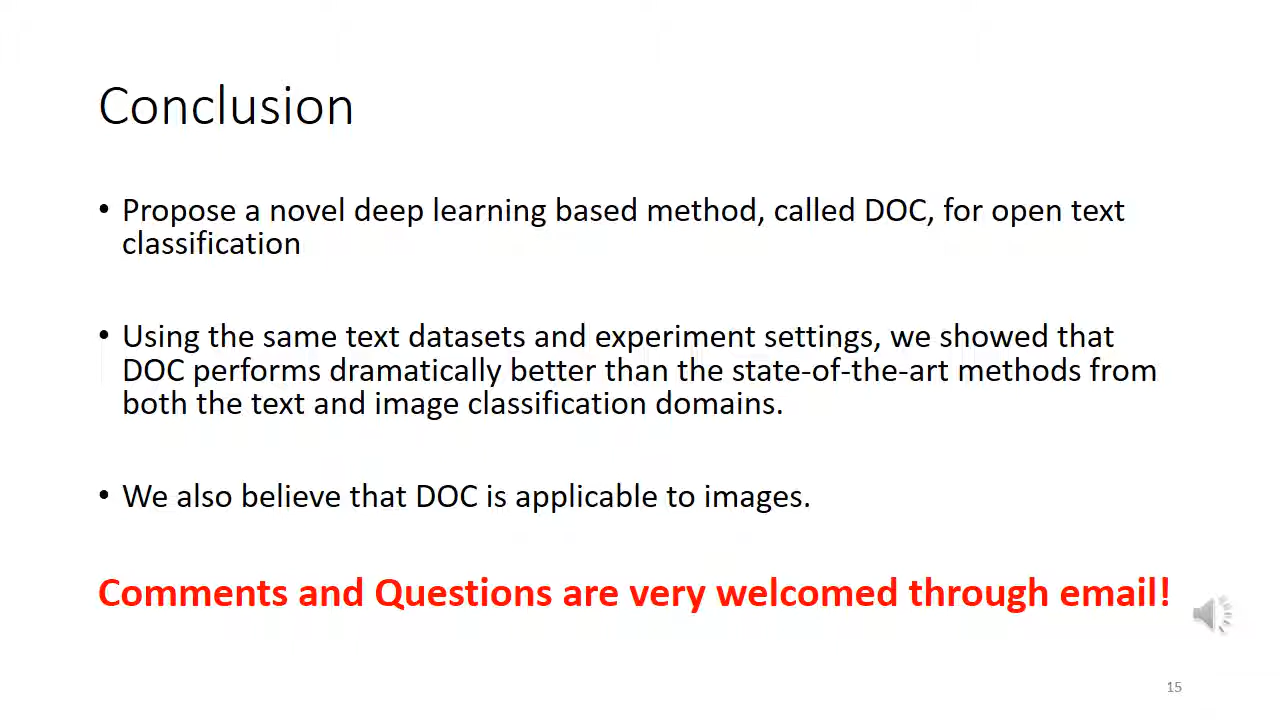 Conclusion
• Propose a novel deep learning based method, called DOC, for open text
classification
• Using the same text datasets and experiment settings, we showed that
DOC performs dramatically better than the state-of-the-art methods from
both the text and image classification domains.
• We also believe that DOC is applicable to images.
Comments and Questions are very welcomed through email!
15